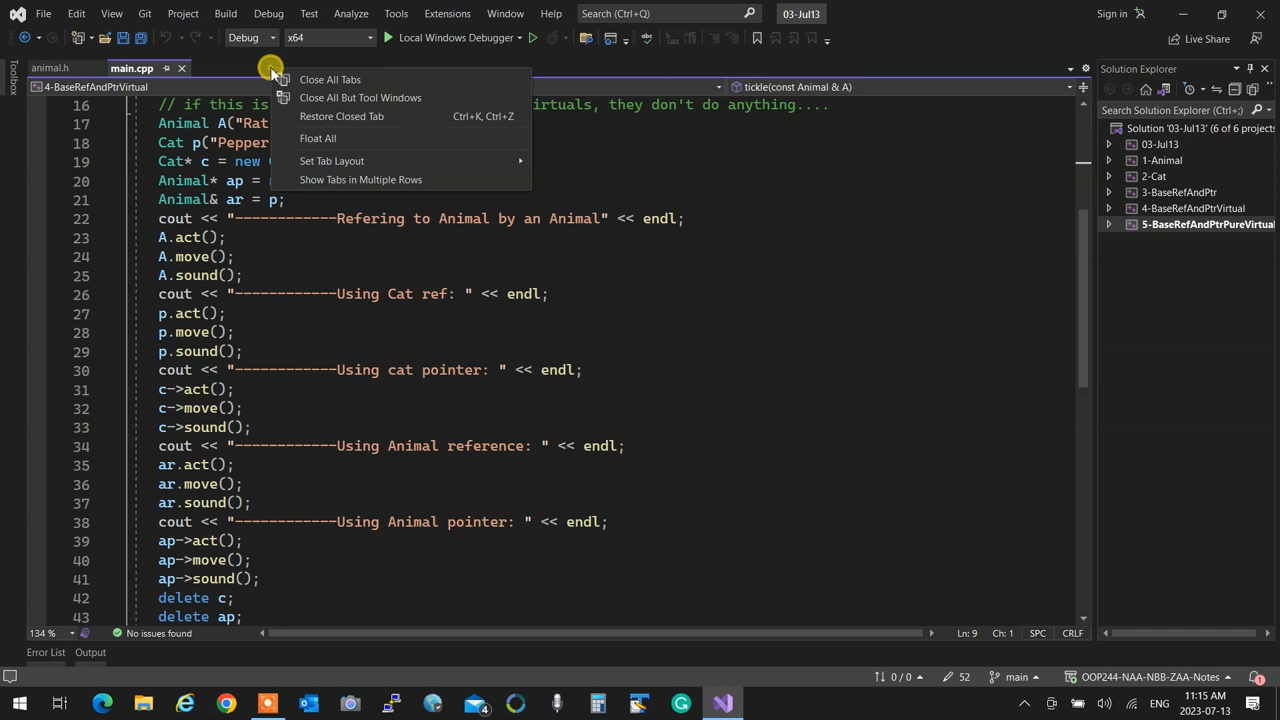 File Edit View Git Project Build Debug Test Analyze Tools Extensions Window Help Search (Ctrl+Q) 03-Jul13 Sign in
Debug x64 Local Windows Debugger Live Share
Toolbox
animal.h main.cpp
4-BaseRefAndPtrVirtual tickle(const Animal & A)
Close All Tabs
Close All But Tool Windows
Restore Closed Tab Ctrl+K, Ctrl+Z
Float All
Set Tab Layout
Show Tabs in Multiple Rows
16 // if this is virtuals, they don't do anything....
17 Animal A("Rat
18 Cat p("Pepper
19 Cat* c = new
20 Animal* ap =
21 Animal& ar = p;
22 cout << "------------Refering to Animal by an Animal" << endl;
23 A.act();
24 A.move();
25 A.sound();
26 cout << "------------Using Cat ref: " << endl;
27 p.act();
28 p.move();
29 p.sound();
30 cout << "------------Using cat pointer: " << endl;
31 c->act();
32 c->move();
33 c->sound();
34 cout << "------------Using Animal reference: " << endl;
35 ar.act();
36 ar.move();
37 ar.sound();
38 cout << "------------Using Animal pointer: " << endl;
39 ap->act();
40 ap->move();
41 ap->sound();
42 delete c;
43 delete ap;
134 % No issues found Ln: 9 Ch: 1 SPC CRLF
Error List Output
Solution Explorer
Search Solution Explorer (Ctrl+;)
Solution '03-Jul13' (6 of 6 projects
03-Jul13
1-Animal
2-Cat
3-BaseRefAndPtr
4-BaseRefAndPtrVirtual
5-BaseRefAndPtrPureVirtual
0 / 0 52 main OOP244-NAA-NBB-ZAA-Notes 1
4 ENG 11:15 AM
2023-07-13